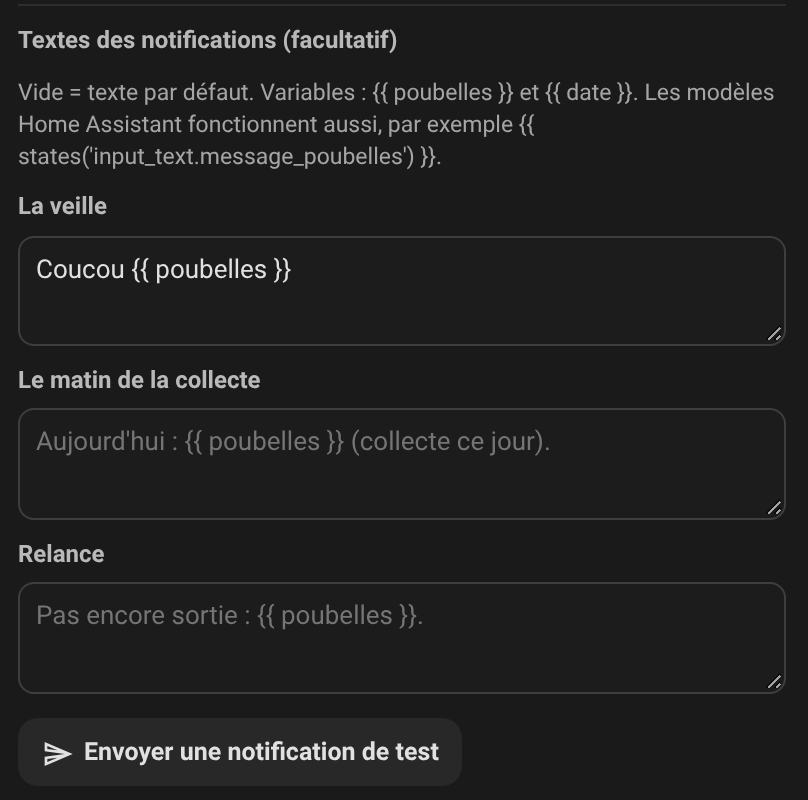 Textes des notifications (facultatif)
Vide = texte par défaut. Variables : {{ poubelles }} et {{ date }}. Les modèles
Home Assistant fonctionnent aussi, par exemple {{
states('input_text.message_poubelles') }}.
La veille
Coucou {{ poubelles }}
Le matin de la collecte
Aujourd'hui : {{ poubelles }} (collecte ce jour).
Relance
Pas encore sortie : {{ poubelles }}.
Envoyer une notification de test